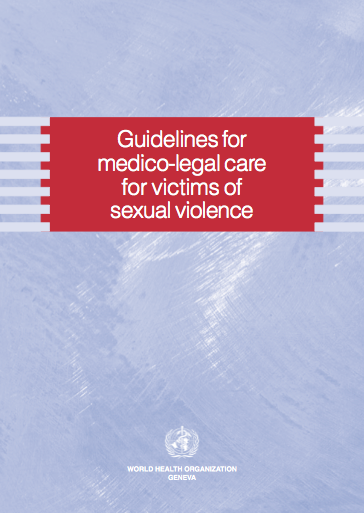 Guidelines for
medico-legal care
for victims of
sexual violence
WORLD HEALTH ORGANIZATION
GENEVA